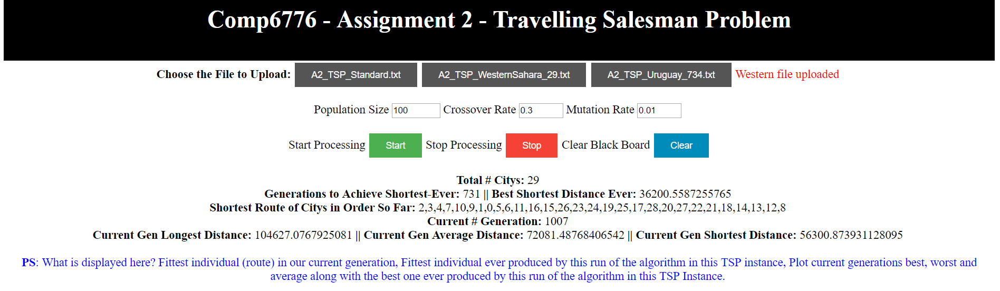 Comp6776 - Assignment 2 - Travelling Salesman Problem
Choose the File to Upload: A2_TSP_Standard.txt A2_TSP_WesternSahara_29.txt A2_TSP_Uruguay_734.txt Western file uploaded
Population Size 100 Crossover Rate 0.3 Mutation Rate 0.01
Start Processing Start Stop Processing Stop Clear Black Board Clear
Total # Citys: 29
Generations to Achieve Shortest-Ever: 731 || Best Shortest Distance Ever: 36200.5587255765
Shortest Route of Citys in Order So Far: 2,3,4,7,10,9,1,0,5,6,11,16,15,26,23,24,19,25,17,28,20,27,22,21,18,14,13,12,8
Current # Generation: 1007
Current Gen Longest Distance: 104627.0767925081 || Current Gen Average Distance: 72081.48768406542 || Current Gen Shortest Distance: 56300.873931128095
PS: What is displayed here? Fittest individual (route) in our current generation, Fittest individual ever produced by this run of the algorithm in this TSP instance, Plot current generations best, worst and
average along with the best one ever produced by this run of the algorithm in this TSP Instance.